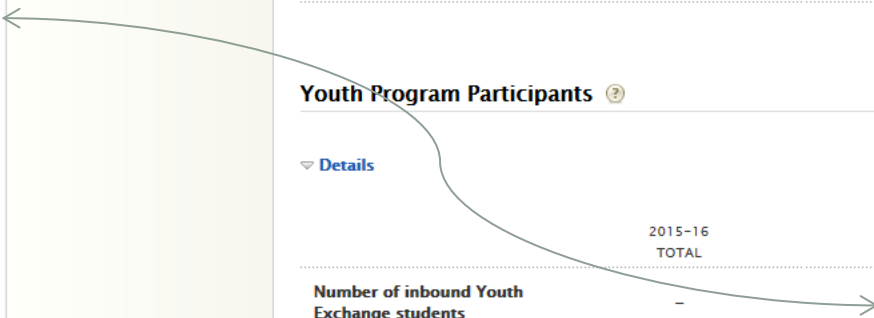 Youth Program Participants ?
Details
2015-16
TOTAL
Number of inbound Youth
Exchange students
–